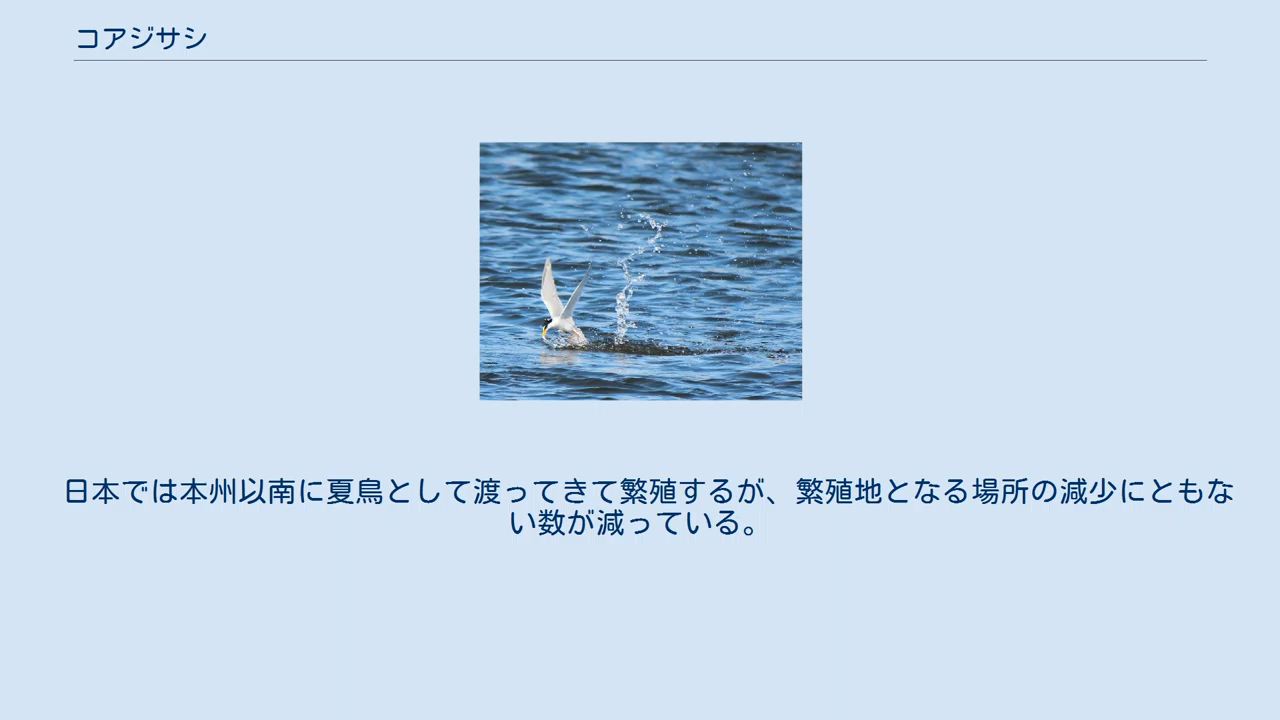 コアジサシ
日本では本州以南に夏鳥として渡ってきて繁殖するが、繁殖地となる場所の減少にともな
い数が減っている。